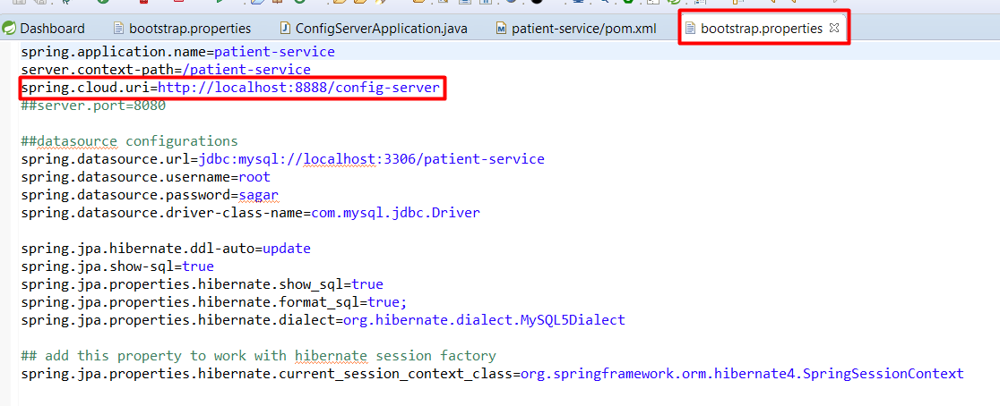 Dashboard bootstrap.properties ConfigServerApplication.java patient-service/pom.xml bootstrap.properties
spring.application.name=patient-service
server.context-path=/patient-service
spring.cloud.uri=http://localhost:8888/config-server
##server.port=8080
##datasource configurations
spring.datasource.url=jdbc:mysql://localhost:3306/patient-service
spring.datasource.username=root
spring.datasource.password=sagar
spring.datasource.driver-class-name=com.mysql.jdbc.Driver
spring.jpa.hibernate.ddl-auto=update
spring.jpa.show-sql=true
spring.jpa.properties.hibernate.show_sql=true
spring.jpa.properties.hibernate.format_sql=true;
spring.jpa.properties.hibernate.dialect=org.hibernate.dialect.MySQL5Dialect
## add this property to work with hibernate session factory
spring.jpa.properties.hibernate.current_session_context_class=org.springframework.orm.hibernate4.SpringSessionContext